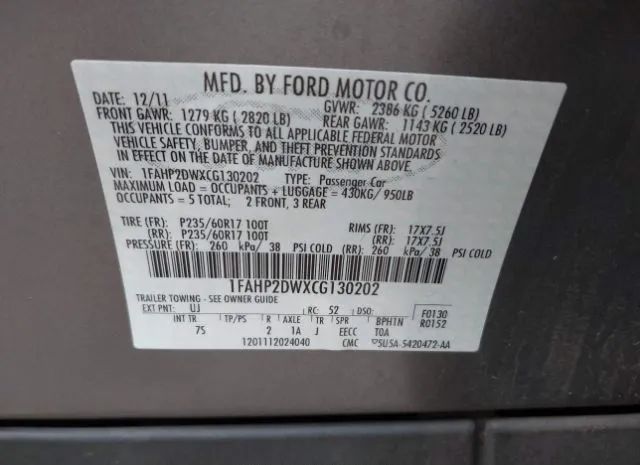 MFD. BY FORD MOTOR CO.
DATE: 12/11 GVWR: 2386 KG ( 5260 LB)
FRONT GAWR: 1279 KG ( 2820 LB) REAR GAWR: 1143 KG ( 2520 LB)
THIS VEHICLE CONFORMS TO ALL APPLICABLE FEDERAL MOTOR
VEHICLE SAFETY, BUMPER, AND THEFT PREVENTION STANDARDS
IN EFFECT ON THE DATE OF MANUFACTURE SHOWN ABOVE.
VIN: 1FAHP2DWXCG130202 TYPE: Passenger Car
MAXIMUM LOAD = OCCUPANTS + LUGGAGE = 430KG/ 950LB
OCCUPANTS = 5 TOTAL; 2 FRONT, 3 REAR
TIRE (FR): P235/60R17 100T RIMS (FR): 17X7.5J
(RR): P235/60R17 100T (RR): 17X7.5J
PRESSURE (FR): 260 kPa/ 38 PSI COLD (RR): 260 kPa/ 38 PSI COLD
1FAHP2DWXCG130202
TRAILER TOWING - SEE OWNER GUIDE
EXT PNT: UJ RC: 52 DSO: F0130
INT TR TP/PS R AXLE TR SPR BPHTN R0152
7S 2 1A J EECC TOA
1201112024040 CMC 5U5A-5420472-AA